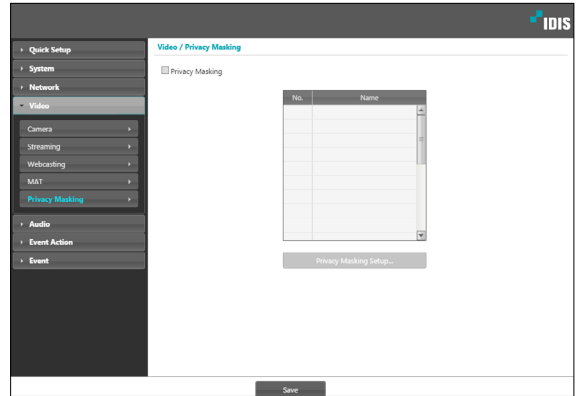 IDIS
Quick Setup
System
Network
Video
Camera
Streaming
Webcasting
MAT
Privacy Masking
Audio
Event Action
Event
Video / Privacy Masking
Privacy Masking
No. Name
Privacy Masking Setup...
Save